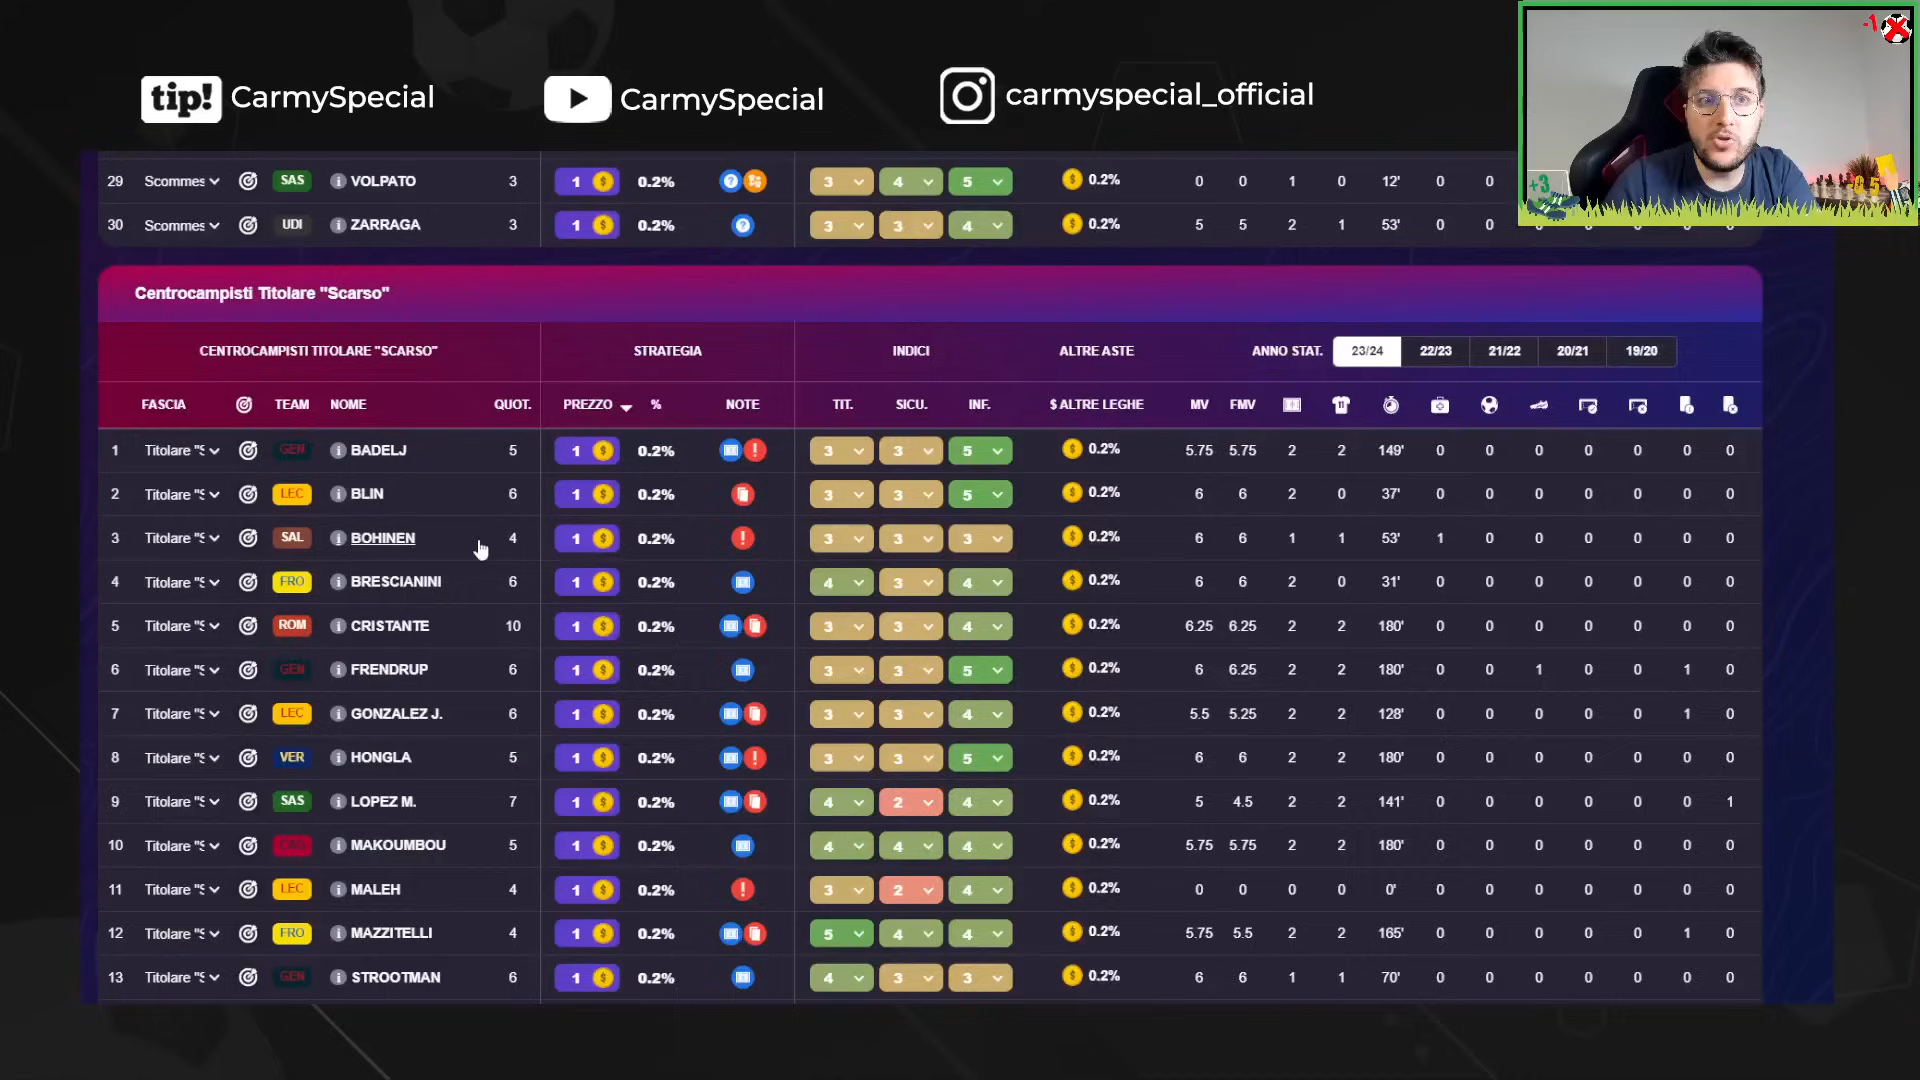 tip! CarmySpecial
CarmySpecial
carmyspecial_official
-1
+3
-0.5
29 Scommes SAS VOLPATO 3 1 0.2% 3 4 5 0.2% 0 0 1 0 12' 0 0
30 Scommes UDI ZARRAGA 3 1 0.2% 3 3 4 0.2% 5 5 2 1 53' 0 0
Centrocampisti Titolare "Scarso"
CENTROCAMPISTI TITOLARE "SCARSO" STRATEGIA INDICI ALTRE ASTE ANNO STAT. 23/24 22/23 21/22 20/21 19/20
FASCIA TEAM NOME QUOT. PREZZO % NOTE TIT. SICU. INF. $ ALTRE LEGHE MV FMV
1 Titolare "S GEN BADELJ 5 1 0.2% 3 3 5 0.2% 5.75 5.75 2 2 149' 0 0 0 0 0 0 0
2 Titolare "S LEC BLIN 6 1 0.2% 3 3 5 0.2% 6 6 2 0 37' 0 0 0 0 0 0 0
3 Titolare "S SAL BOHINEN 4 1 0.2% 3 3 3 0.2% 6 6 1 1 53' 1 0 0 0 0 0 0
4 Titolare "S FRO BRESCIANINI 6 1 0.2% 4 3 4 0.2% 6 6 2 0 31' 0 0 0 0 0 0 0
5 Titolare "S ROM CRISTANTE 10 1 0.2% 3 3 4 0.2% 6.25 6.25 2 2 180' 0 0 0 0 0 0 0
6 Titolare "S GEN FRENDRUP 6 1 0.2% 3 3 5 0.2% 6 6.25 2 2 180' 0 0 1 0 0 1 0
7 Titolare "S LEC GONZALEZ J. 6 1 0.2% 3 3 4 0.2% 5.5 5.25 2 2 128' 0 0 0 0 0 1 0
8 Titolare "S VER HONGLA 5 1 0.2% 3 3 5 0.2% 6 6 2 2 180' 0 0 0 0 0 0 0
9 Titolare "S SAS LOPEZ M. 7 1 0.2% 4 2 4 0.2% 5 4.5 2 2 141' 0 0 0 0 0 0 1
10 Titolare "S CAG MAKOUMBOU 5 1 0.2% 4 4 4 0.2% 5.75 5.75 2 2 180' 0 0 0 0 0 0 0
11 Titolare "S LEC MALEH 4 1 0.2% 3 2 4 0.2% 0 0 0 0 0' 0 0 0 0 0 0 0
12 Titolare "S FRO MAZZITELLI 4 1 0.2% 5 4 4 0.2% 5.75 5.5 2 2 165' 0 0 0 0 0 1 0
13 Titolare "S GEN STROOTMAN 6 1 0.2% 4 3 3 0.2% 6 6 1 1 70' 0 0 0 0 0 0 0